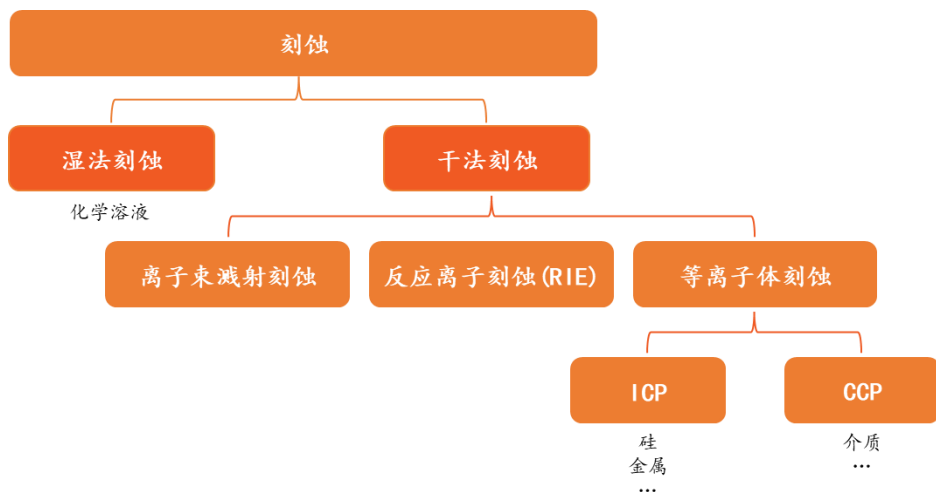 刻蚀
湿法刻蚀
干法刻蚀
化学溶液
离子束溅射刻蚀
反应离子刻蚀(RIE)
等离子体刻蚀
ICP
CCP
硅
金属
…
介质
…